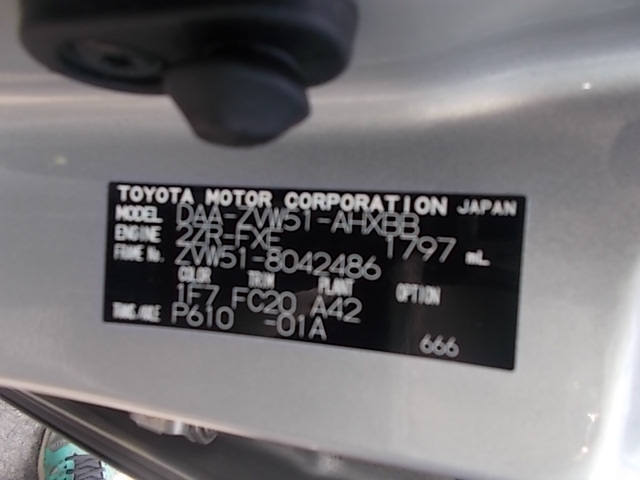 TOYOTA MOTOR CORPORATION JAPAN
MODEL DAA-ZVW51-AHXBB
ENGINE 2ZR-FXE 1797 mL
FRAME No. ZVW51-8042486
COLOR TRIM PLANT OPTION
1F7 FC20 A42
TRANS/AXLE P610 -01A
666